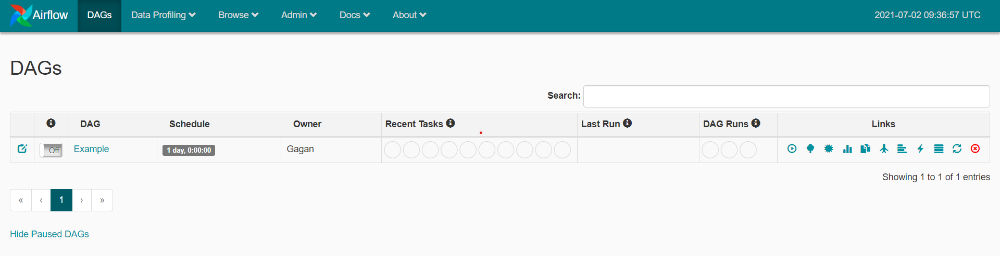 Airflow DAGs Data Profiling Browse Admin Docs About 2021-07-02 09:36:57 UTC
DAGs
Search:
DAG Schedule Owner Recent Tasks Last Run DAG Runs Links
Off Example 1 day, 0:00:00 Gagan
Showing 1 to 1 of 1 entries
« ‹ 1 › »
Hide Paused DAGs